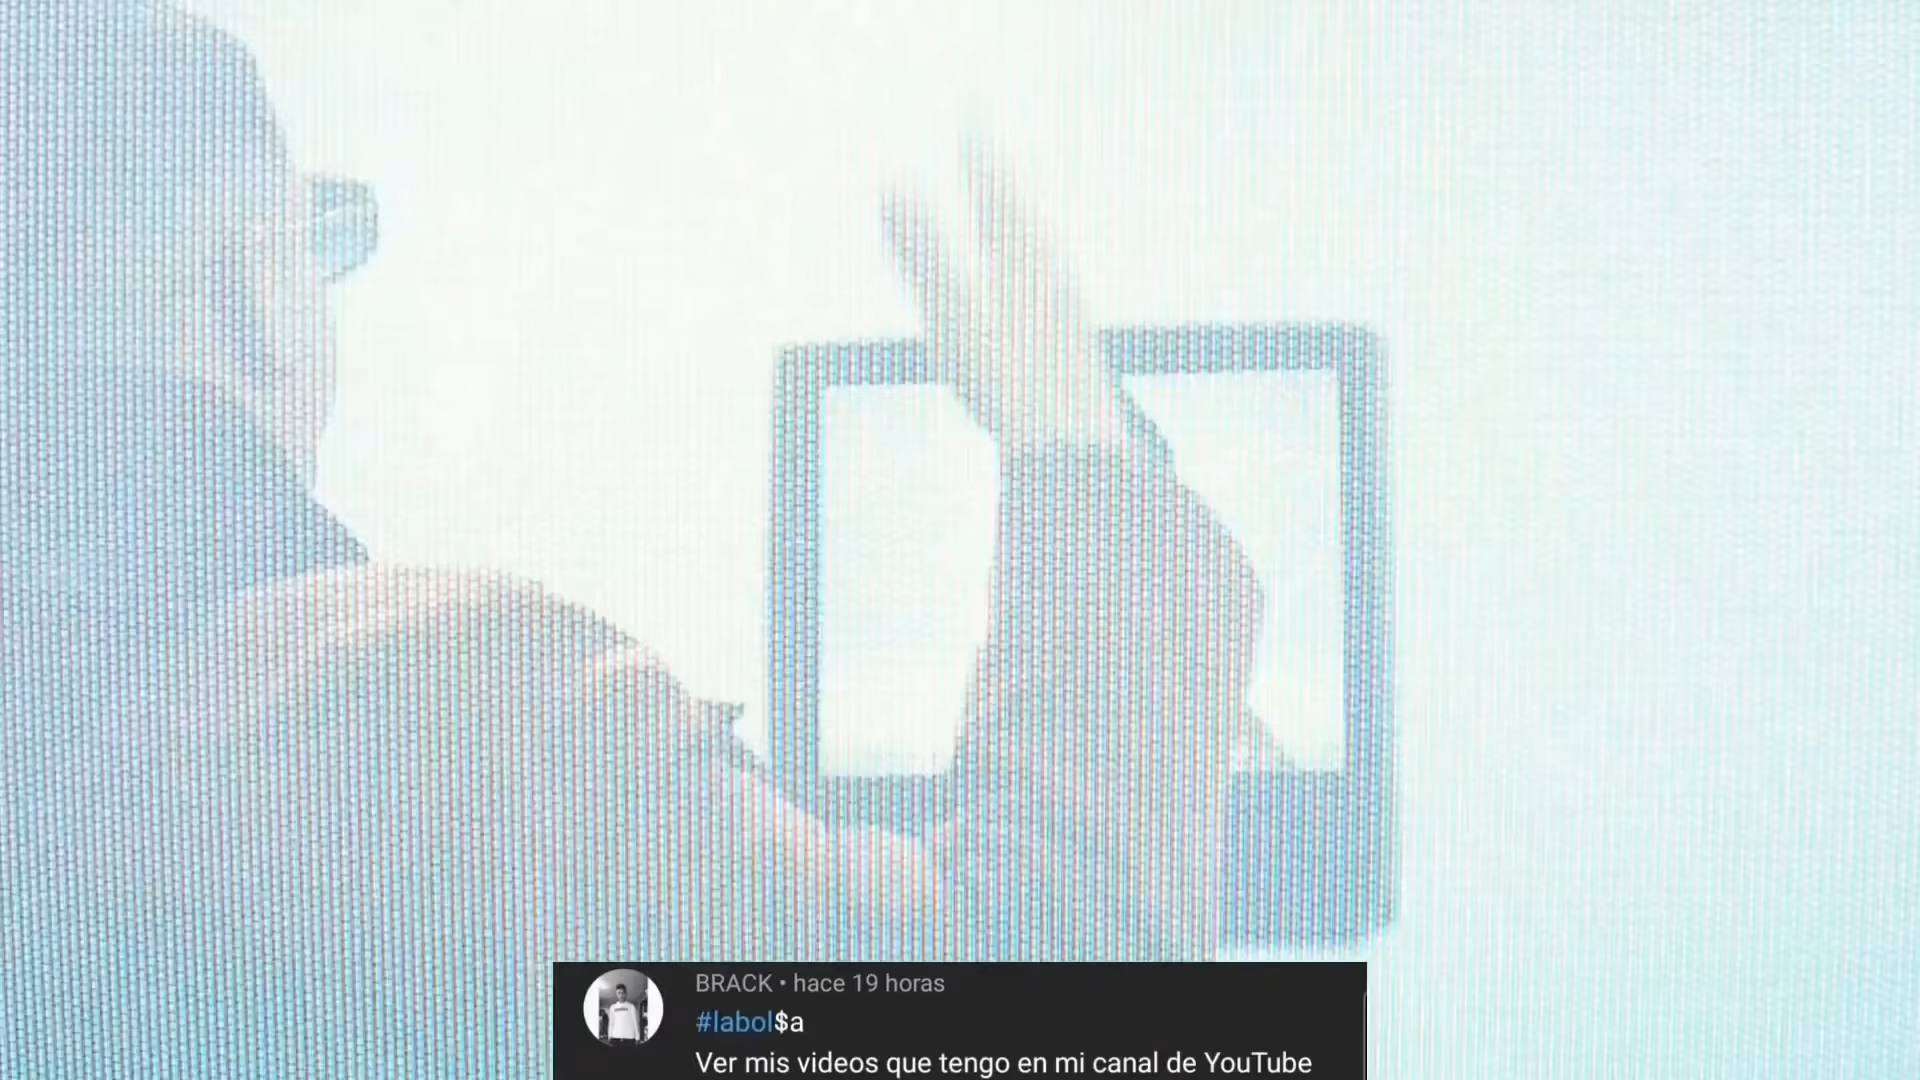 BRACK • hace 19 horas
#labol$a
Ver mis videos que tengo en mi canal de YouTube